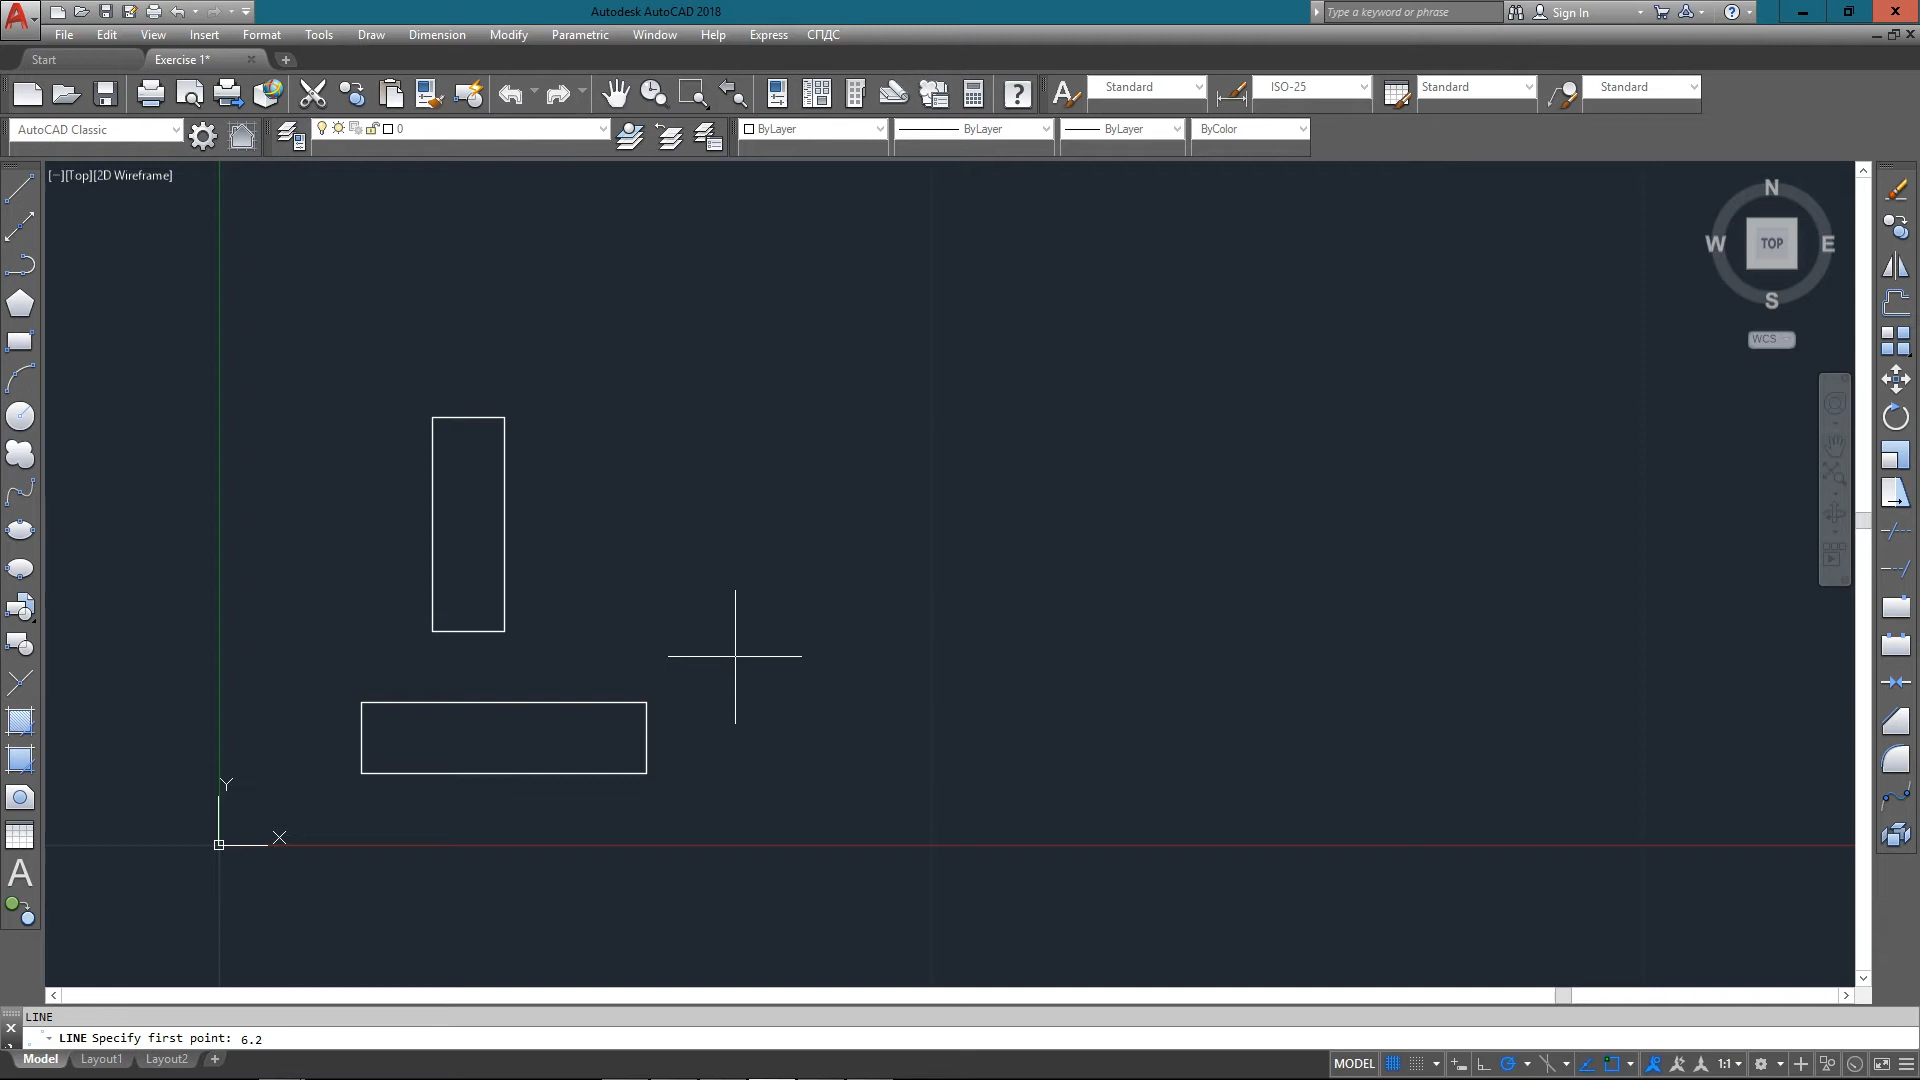 Autodesk AutoCAD 2018
Type a keyword or phrase
Sign In
File Edit View Insert Format Tools Draw Dimension Modify Parametric Window Help Express СПДС
Start Exercise 1*
Standard ISO-25 Standard Standard
AutoCAD Classic 0 ByLayer ByLayer ByLayer ByColor
[−][Top][2D Wireframe]
N
W TOP E
S
WCS
Y
X
LINE
LINE Specify first point: 6.2
Model Layout1 Layout2 + MODEL 1:1